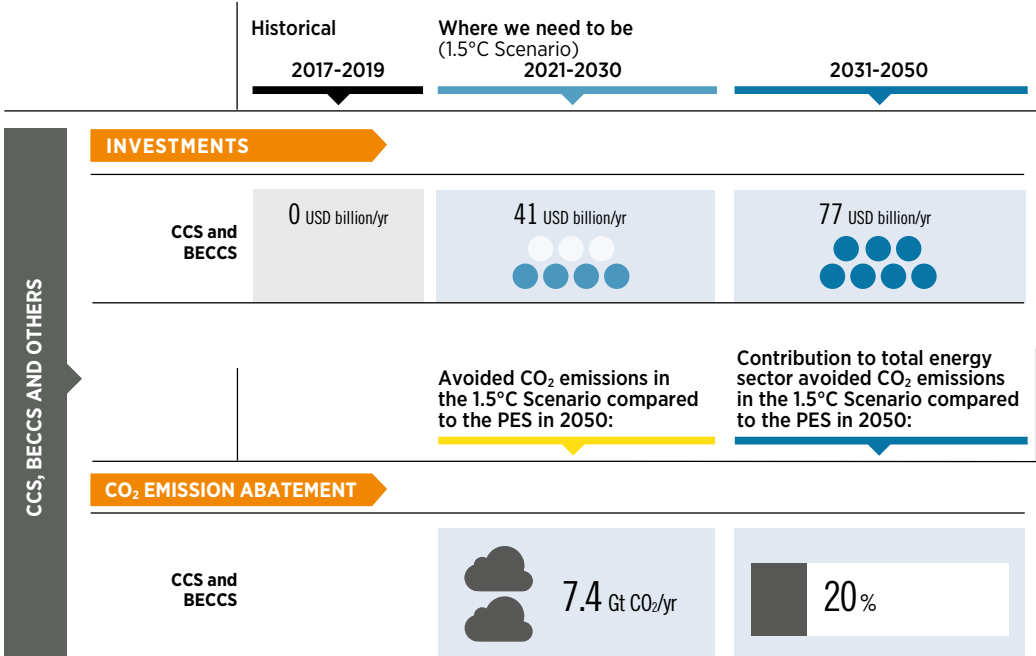 Historical
Where we need to be
(1.5°C Scenario)
2017-2019
2021-2030
2031-2050
CCS, BECCS AND OTHERS
INVESTMENTS
CCS and
BECCS
0 USD billion/yr
41 USD billion/yr
77 USD billion/yr
Avoided CO₂ emissions in
the 1.5°C Scenario compared
to the PES in 2050:
Contribution to total energy
sector avoided CO₂ emissions
in the 1.5°C Scenario compared
to the PES in 2050:
CO₂ EMISSION ABATEMENT
CCS and
BECCS
7.4 Gt CO₂/yr
20%